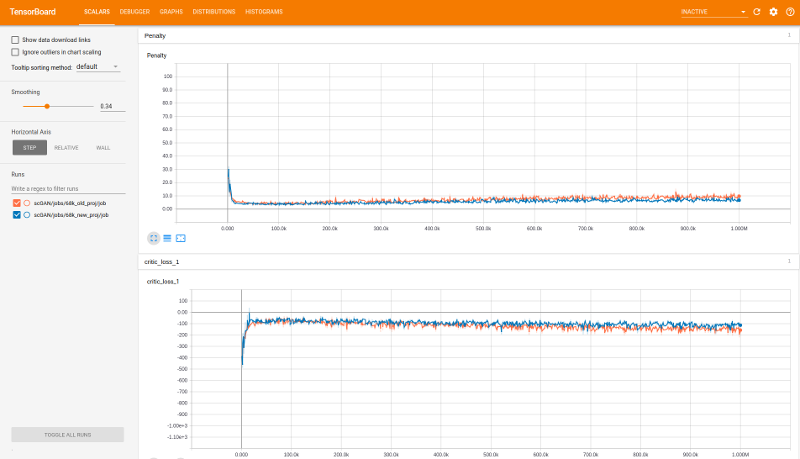 TensorBoard SCALARS DEBUGGER GRAPHS DISTRIBUTIONS HISTOGRAMS INACTIVE
Show data download links
Ignore outliers in chart scaling
Tooltip sorting method: default
Smoothing
0.34
Horizontal Axis
STEP RELATIVE WALL
Runs
Write a regex to filter runs
scGAN/jobs/68k_old_proj/job
scGAN/jobs/68k_new_proj/job
TOGGLE ALL RUNS
Penalty 1
Penalty
100
90.0
80.0
70.0
60.0
50.0
40.0
30.0
20.0
10.0
0.00
0.000 100.0k 200.0k 300.0k 400.0k 500.0k 600.0k 700.0k 800.0k 900.0k 1.000M
critic_loss_1 1
critic_loss_1
100
0.00
-100
-200
-300
-400
-500
-600
-700
-800
-900
-1.00e+3
-1.10e+3
0.000 100.0k 200.0k 300.0k 400.0k 500.0k 600.0k 700.0k 800.0k 900.0k 1.000M